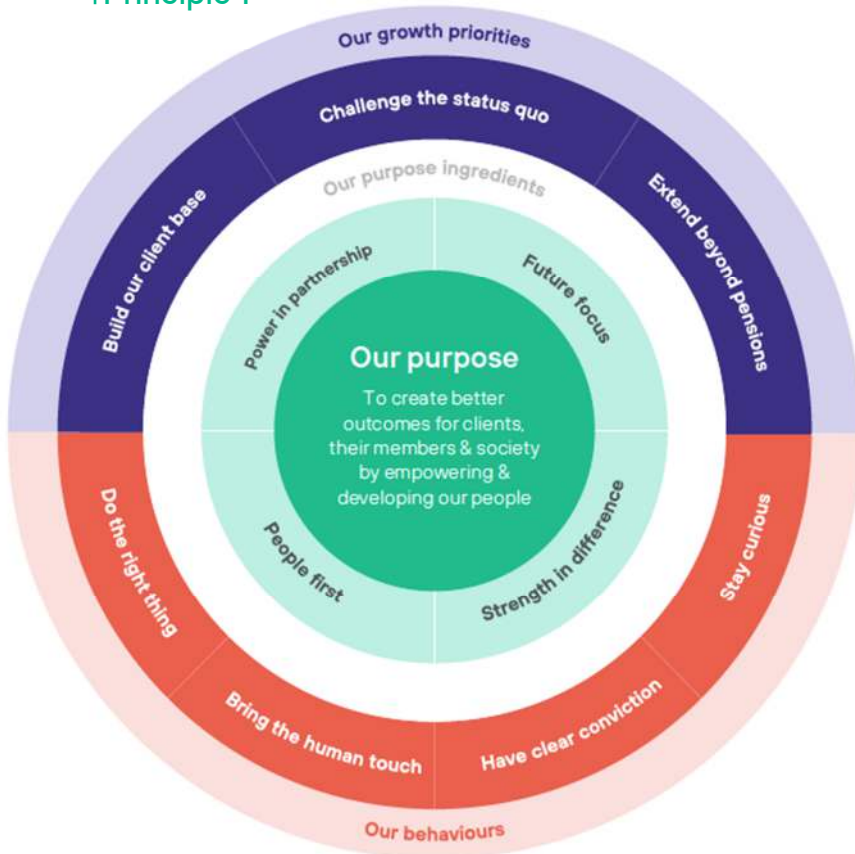 Our growth priorities
Build our client base
Challenge the status quo
Extend beyond pensions
Our purpose ingredients
Power in partnership
Future focus
Our purpose
To create better
outcomes for clients,
their members & society
by empowering &
developing our people
People first
Strength in difference
Do the right thing
Bring the human touch
Have clear conviction
Stay curious
Our behaviours